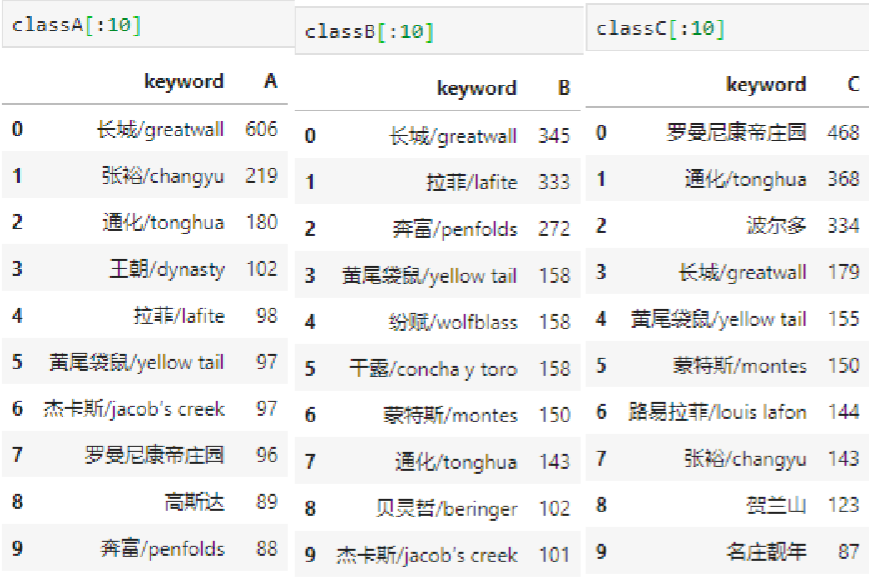 classA[:10]
keyword A
0 长城/greatwall 606
1 张裕/changyu 219
2 通化/tonghua 180
3 王朝/dynasty 102
4 拉菲/lafite 98
5 黄尾袋鼠/yellow tail 97
6 杰卡斯/jacob's creek 97
7 罗曼尼康帝庄园 96
8 高斯达 89
9 奔富/penfolds 88
classB[:10]
keyword B
0 长城/greatwall 345
1 拉菲/lafite 333
2 奔富/penfolds 272
3 黄尾袋鼠/yellow tail 158
4 纷赋/wolfblass 158
5 干露/concha y toro 158
6 蒙特斯/montes 150
7 通化/tonghua 143
8 贝灵哲/beringer 102
9 杰卡斯/jacob's creek 101
classC[:10]
keyword C
0 罗曼尼康帝庄园 468
1 通化/tonghua 368
2 波尔多 334
3 长城/greatwall 179
4 黄尾袋鼠/yellow tail 155
5 蒙特斯/montes 150
6 路易拉菲/louis lafon 144
7 张裕/changyu 143
8 贺兰山 123
9 名庄靓年 87